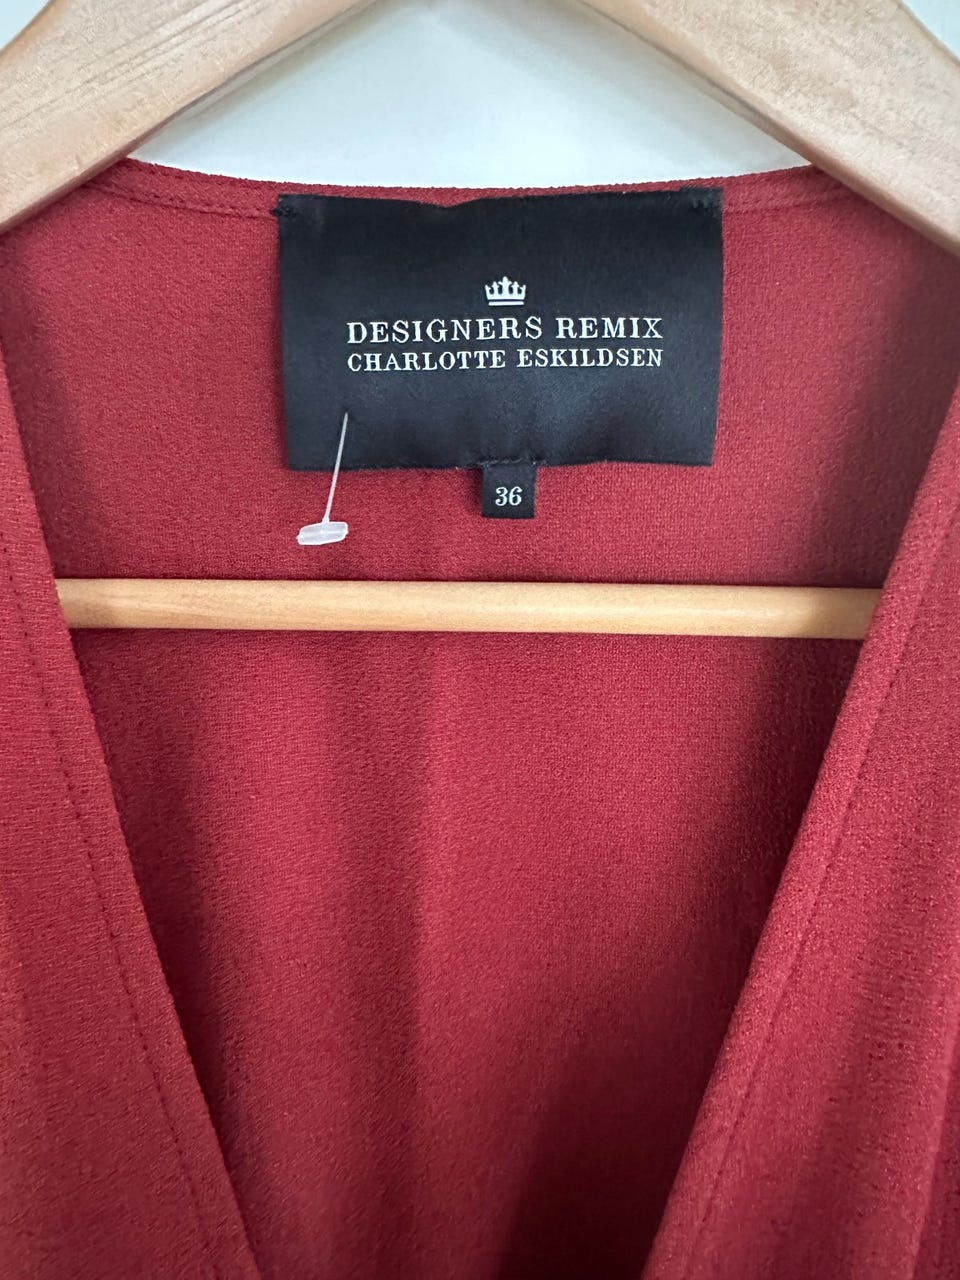 DESIGNERS REMIX
CHARLOTTE ESKILDSEN
36